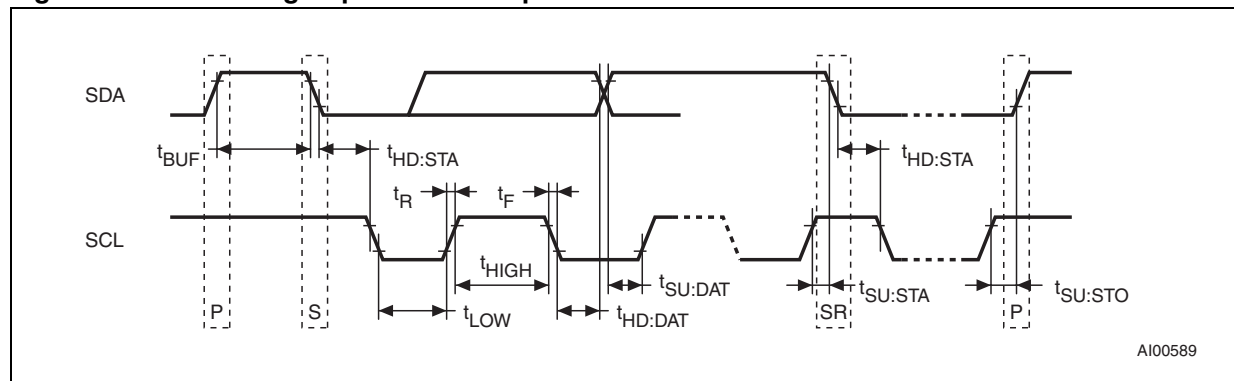 SDA
tBUF
tHD:STA
tHD:STA
tR
tF
SCL
tHIGH
tSU:DAT
tSU:STA
tSU:STO
P
S
tLOW
tHD:DAT
SR
P
AI00589